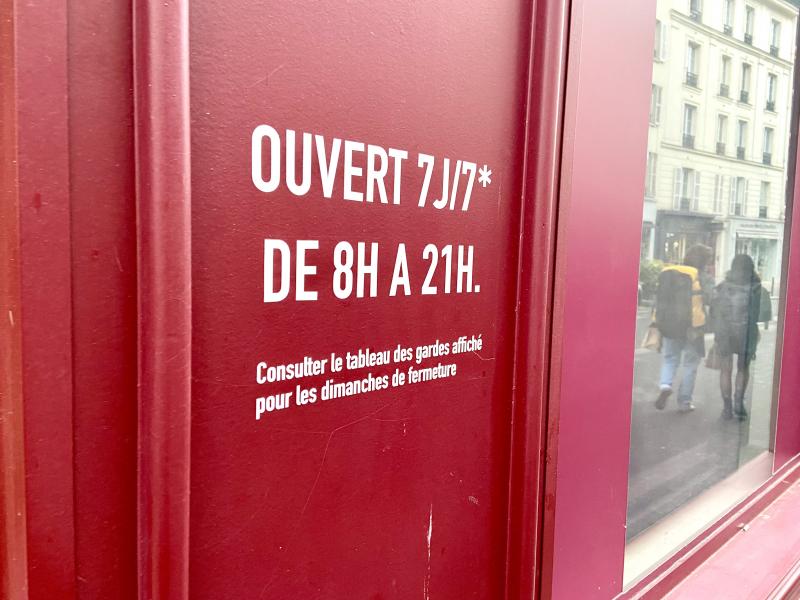 OUVERT 7J/7*
DE 8H A 21H.
Consulter le tableau des gardes affiché
pour les dimanches de fermeture